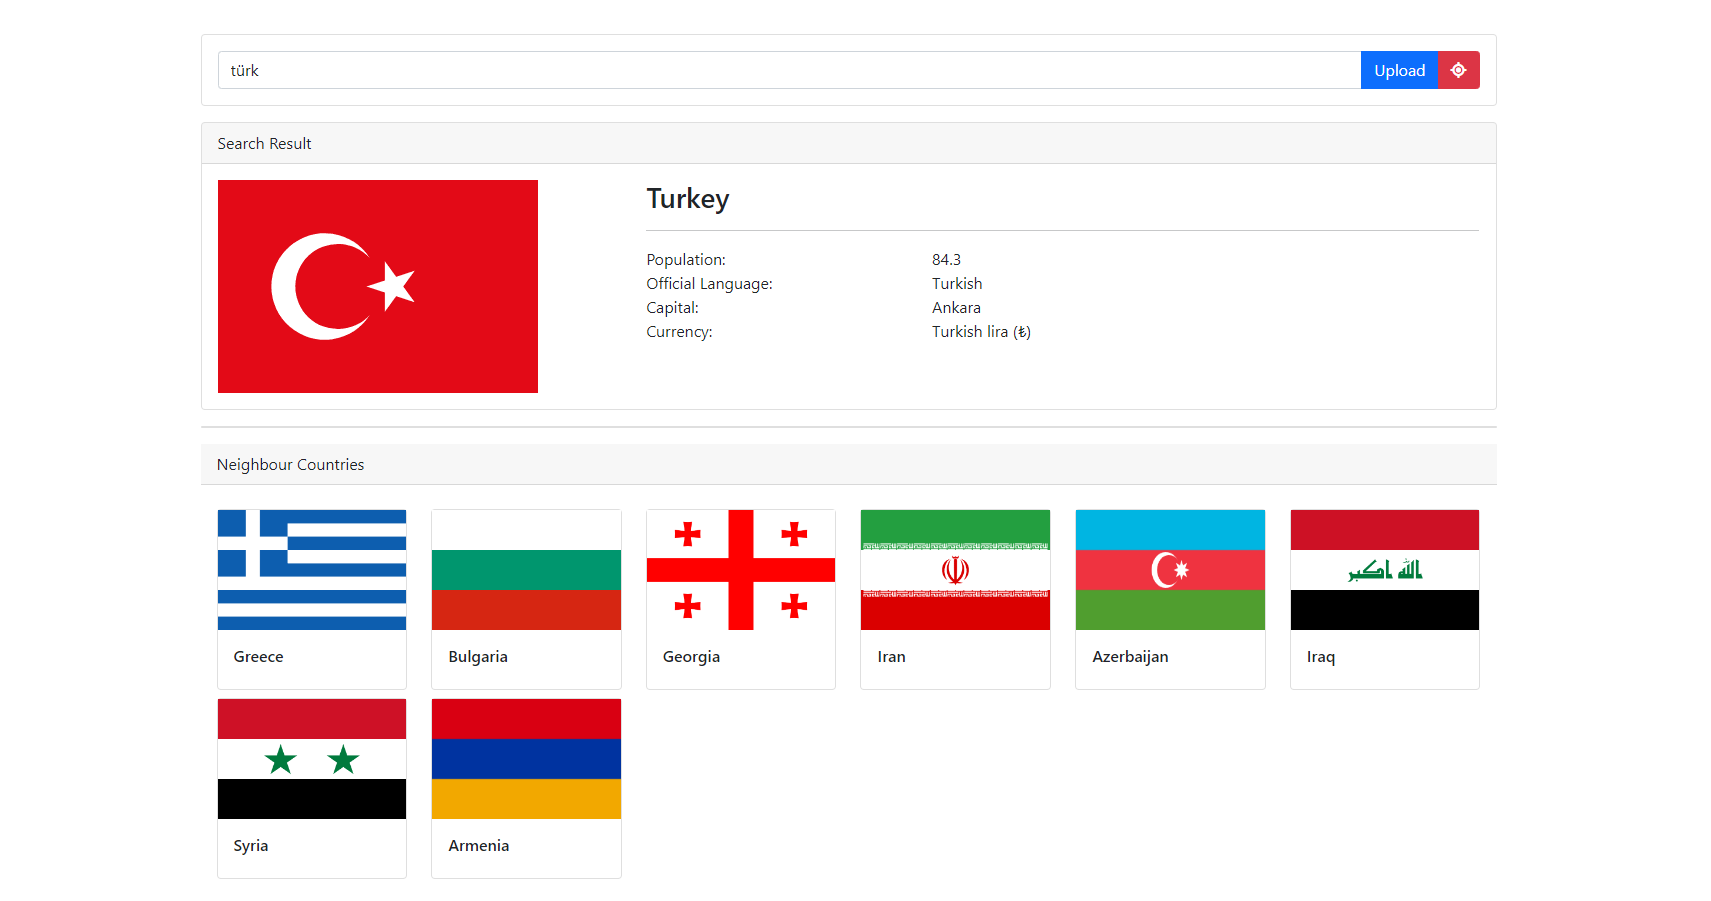 türk
Upload
Search Result
Turkey
Population: 84.3
Official Language: Turkish
Capital: Ankara
Currency: Turkish lira (₺)
Neighbour Countries
الله اكبر
Greece
Bulgaria
Georgia
Iran
Azerbaijan
Iraq
Syria
Armenia